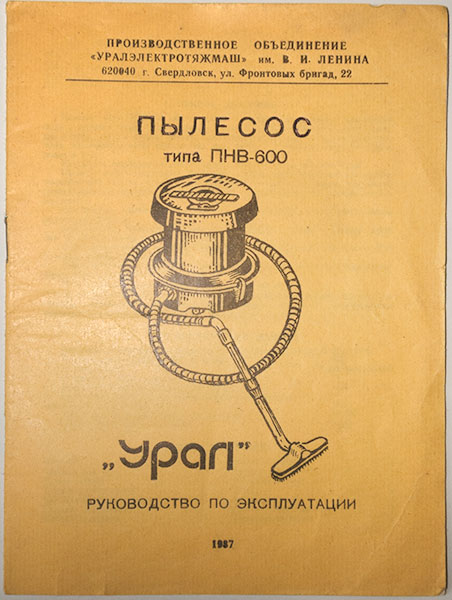 ПРОИЗВОДСТВЕННОЕ ОБЪЕДИНЕНИЕ
«УРАЛЭЛЕКТРОТЯЖМАШ» им. В. И. ЛЕНИНА
620040 г. Свердловск, ул. Фронтовых бригад, 22
ПЫЛЕСОС
типа ПНВ-600
„Урал”
РУКОВОДСТВО ПО ЭКСПЛУАТАЦИИ
1987